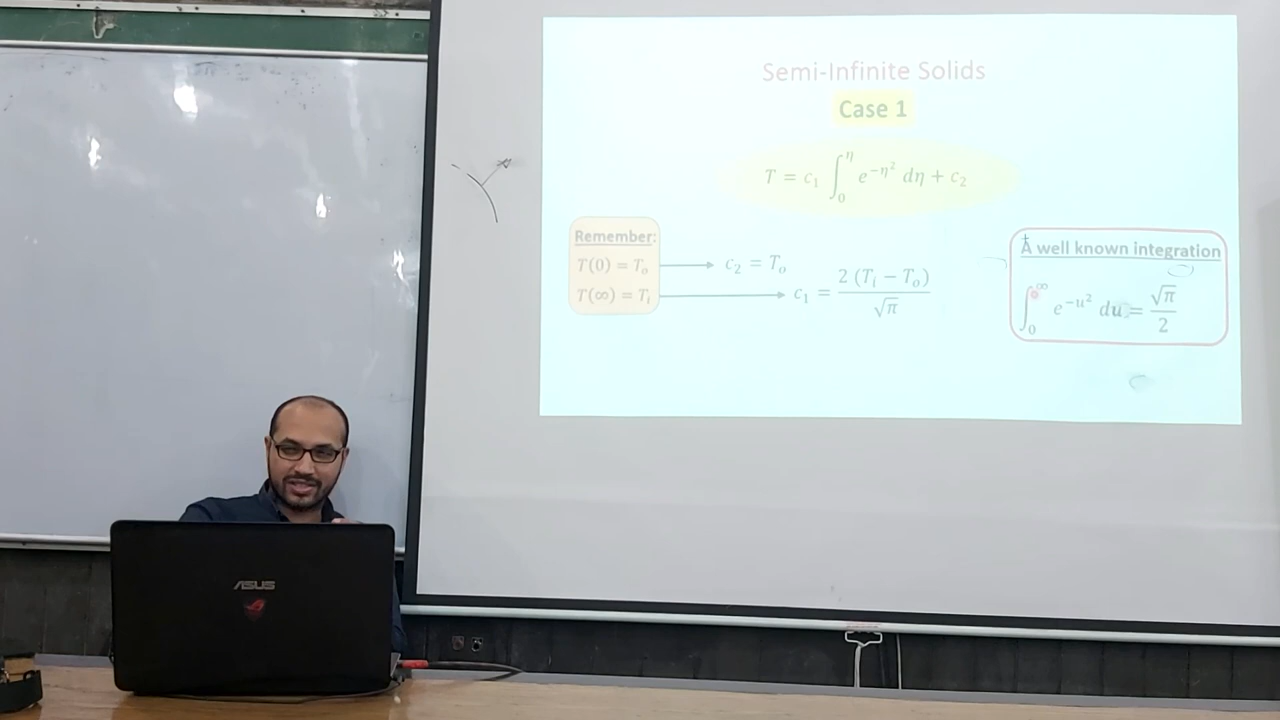 Semi-Infinite Solids
Case 1
T = c₁ ∫₀^η e^{-η²} dη + c₂
Remember:
T(0) = Tₒ
c₂ = Tₒ
T(∞) = Tᵢ
c₁ = 2 (Tᵢ − Tₒ) / √π
A well known integration
∫₀^∞ e^{-u²} du = √π / 2
ASUS